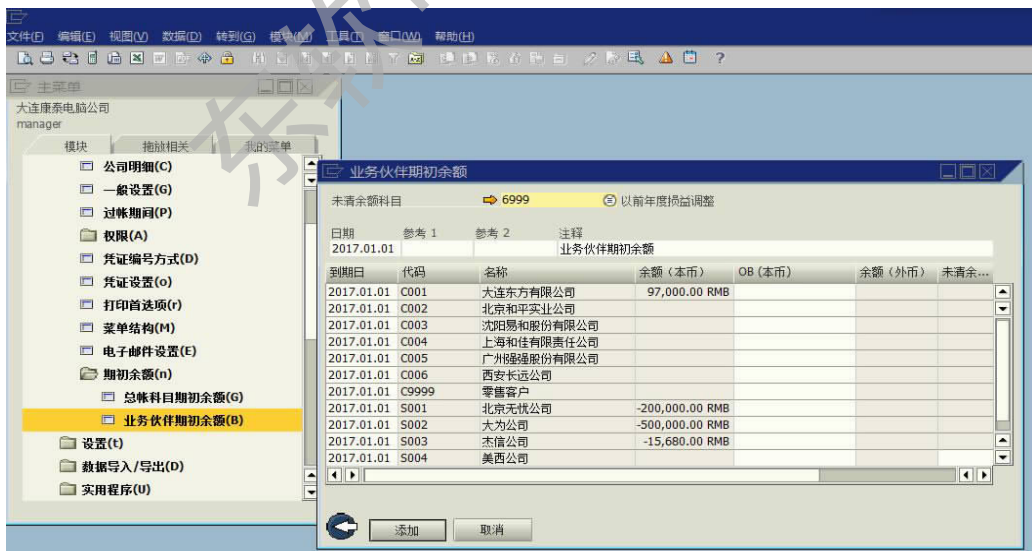 文件(F) 编辑(E) 视图(V) 数据(D) 转到(G) 模块(M) 工具(T) 窗口(W) 帮助(H)
主菜单
大连康泰电脑公司
manager
模块 拖放相关 我的菜单
公司明细(C)
一般设置(G)
过帐期间(P)
权限(A)
凭证编号方式(D)
凭证设置(o)
打印首选项(r)
菜单结构(M)
电子邮件设置(E)
期初余额(n)
总帐科目期初余额(G)
业务伙伴期初余额(B)
设置(t)
数据导入/导出(D)
实用程序(U)
业务伙伴期初余额
未清余额科目 6999 以前年度损益调整
日期 参考 1 参考 2 注释
2017.01.01 业务伙伴期初余额
到期日 代码 名称 余额（本币） OB (本币) 余额（外币） 未清余...
2017.01.01 C001 大连东方有限公司 97,000.00 RMB
2017.01.01 C002 北京和平实业公司
2017.01.01 C003 沈阳易和股份有限公司
2017.01.01 C004 上海和佳有限责任公司
2017.01.01 C005 广州强强股份有限公司
2017.01.01 C006 西安长远公司
2017.01.01 C9999 零售客户
2017.01.01 S001 北京无忧公司 -200,000.00 RMB
2017.01.01 S002 大为公司 -500,000.00 RMB
2017.01.01 S003 杰信公司 -15,680.00 RMB
2017.01.01 S004 美西公司
添加 取消
东软